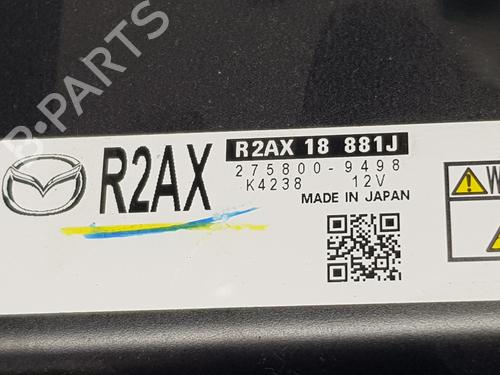 B-PARTS
R2AX
R2AX 18 881J
275800-9498
K4238 12V
MADE IN JAPAN